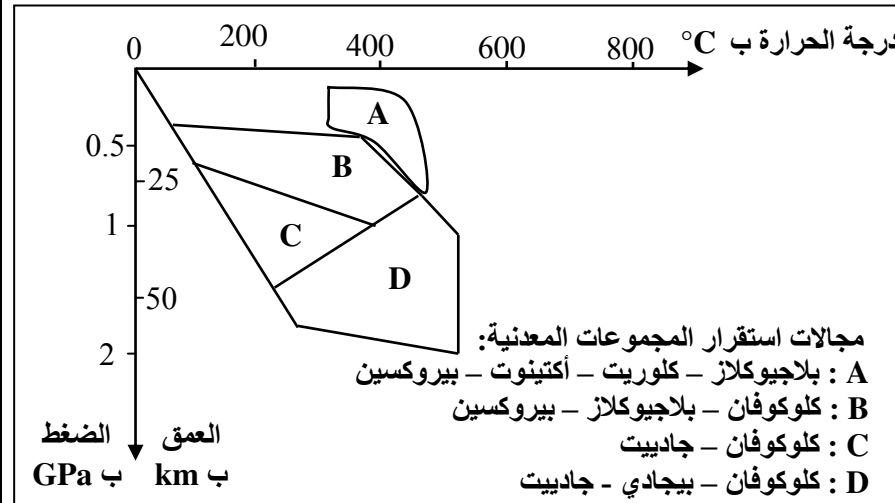 درجة الحرارة ب °C
0 200 400 600 800
A
0.5
B
25
1
C
D
50
2
مجالات استقرار المجموعات المعدنية:
A : بلاجيوكلاز – كلوريت – أكتينوت – بيروكسين
B : كلوكوفان – بلاجيوكلاز – بيروكسين
C : كلوكوفان – جادييت
D : كلوكوفان – بيجادي - جادييت
العمق الضغط
ب km ب GPa